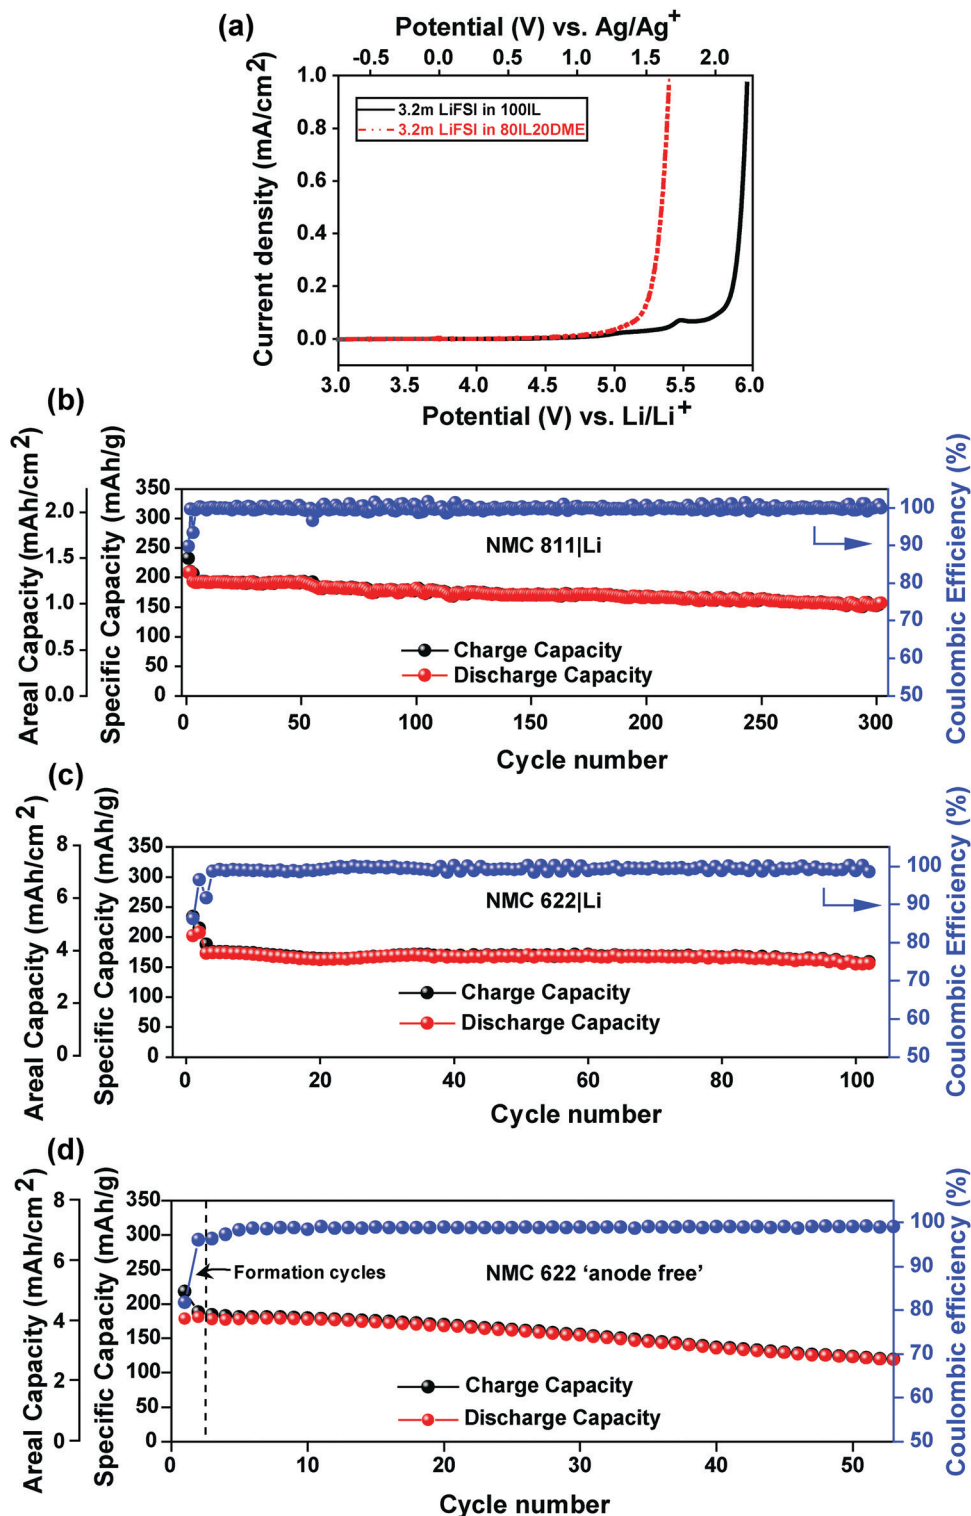 (a)
Potential (V) vs. Ag/Ag+
-0.5 0.0 0.5 1.0 1.5 2.0
Current density (mA/cm2)
1.0
0.8
0.6
0.4
0.2
0.0
3.2m LiFSI in 100IL
3.2m LiFSI in 80IL20DME
3.0 3.5 4.0 4.5 5.0 5.5 6.0
Potential (V) vs. Li/Li+
(b)
Areal Capacity (mAh/cm2)
2.0
1.5
1.0
0.5
0.0
Specific Capacity (mAh/g)
350
300
250
200
150
100
50
0
NMC 811|Li
Charge Capacity
Discharge Capacity
100
90
80
70
60
50
Coulombic Efficiency (%)
0 50 100 150 200 250 300
Cycle number
(c)
Areal Capacity (mAh/cm2)
8
6
4
2
0
Specific Capacity (mAh/g)
350
300
250
200
150
100
50
0
NMC 622|Li
Charge Capacity
Discharge Capacity
100
90
80
70
60
50
Coulombic Efficiency (%)
0 20 40 60 80 100
Cycle number
(d)
Areal Capacity (mAh/cm2)
8
6
4
2
0
Specific Capacity (mAh/g)
350
300
250
200
150
100
50
0
Formation cycles
NMC 622 ‘anode free’
Charge Capacity
Discharge Capacity
100
90
80
70
60
50
Coulombic efficiency (%)
0 10 20 30 40 50
Cycle number